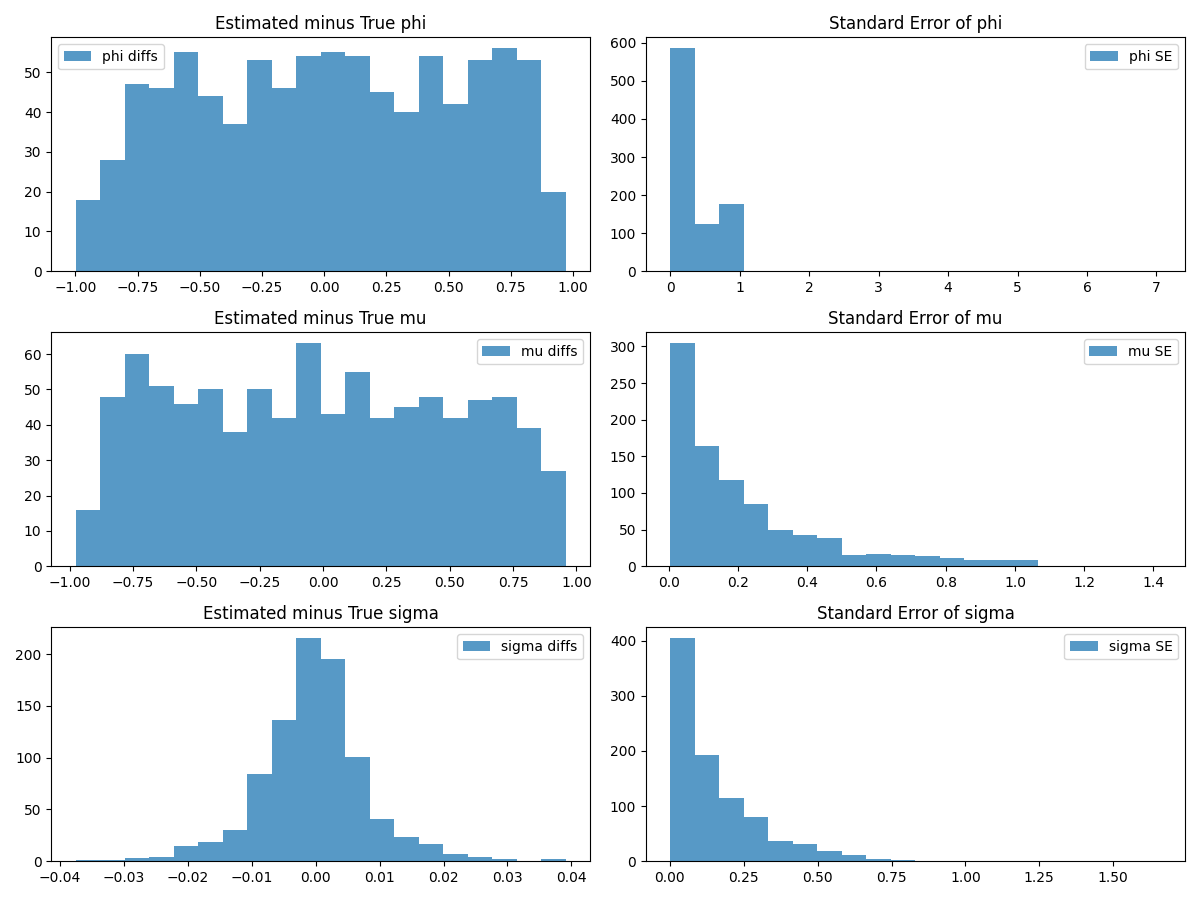 Estimated minus True phi
phi diffs
50
40
30
20
10
0
−1.00 −0.75 −0.50 −0.25 0.00 0.25 0.50 0.75 1.00
Standard Error of phi
phi SE
600
500
400
300
200
100
0
0 1 2 3 4 5 6 7
Estimated minus True mu
mu diffs
60
50
40
30
20
10
0
−1.00 −0.75 −0.50 −0.25 0.00 0.25 0.50 0.75 1.00
Standard Error of mu
mu SE
300
250
200
150
100
50
0
0.0 0.2 0.4 0.6 0.8 1.0 1.2 1.4
Estimated minus True sigma
sigma diffs
200
150
100
50
0
−0.04 −0.03 −0.02 −0.01 0.00 0.01 0.02 0.03 0.04
Standard Error of sigma
sigma SE
400
300
200
100
0
0.00 0.25 0.50 0.75 1.00 1.25 1.50